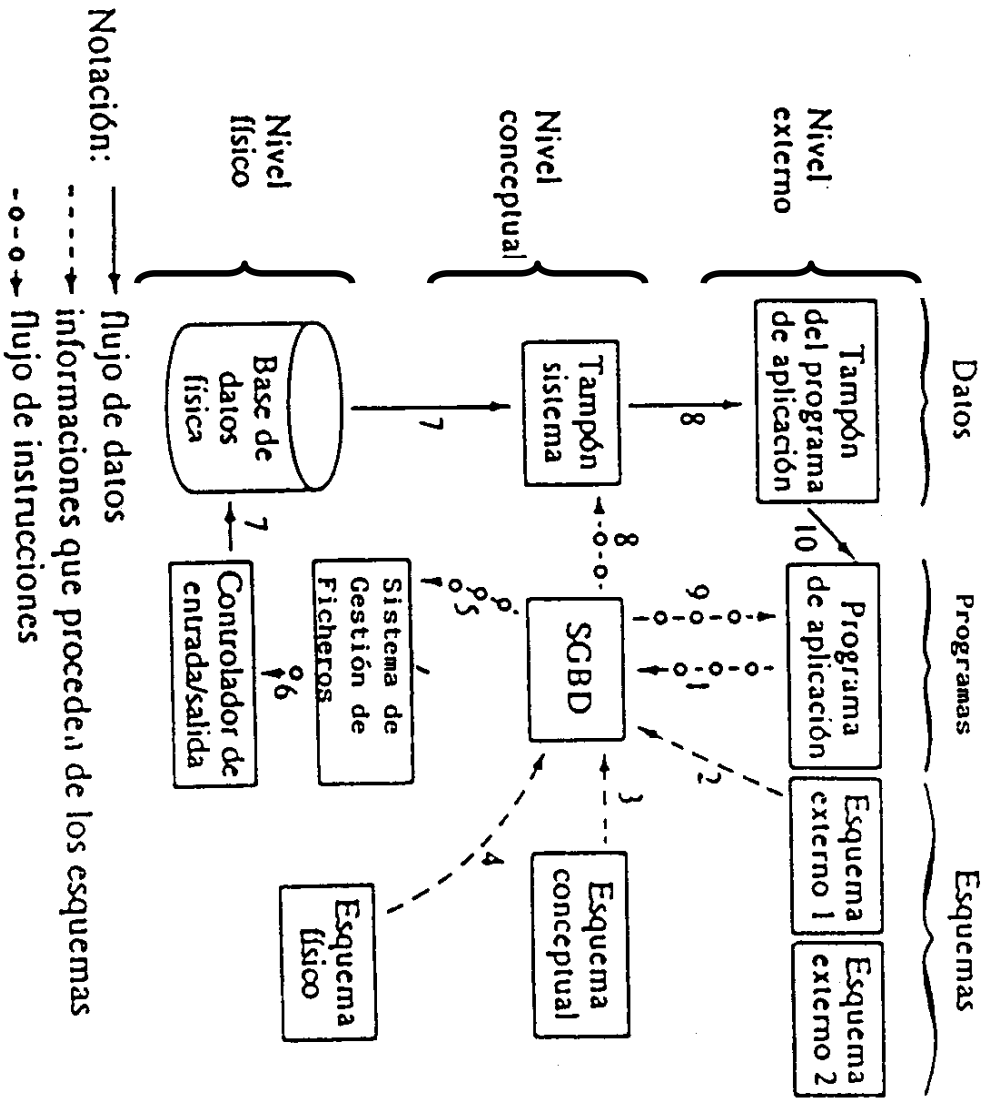 Datos
Programas
Esquemas
Nivel
externo
Tampón
del programa
de aplicación
10
Programa
de aplicación
Esquema
externo 1
Esquema
externo 2
8
9
1
2
Nivel
conceptual
Tampón
sistema
8
SGBD
3
Esquema
conceptual
7
5
4
Nivel
físico
Base de
datos
física
7
Sistema de
Gestión de
Ficheros
6
Controlador de
entrada/salida
Esquema
físico
Notación:
flujo de datos
informaciones que proceden de los esquemas
flujo de instrucciones